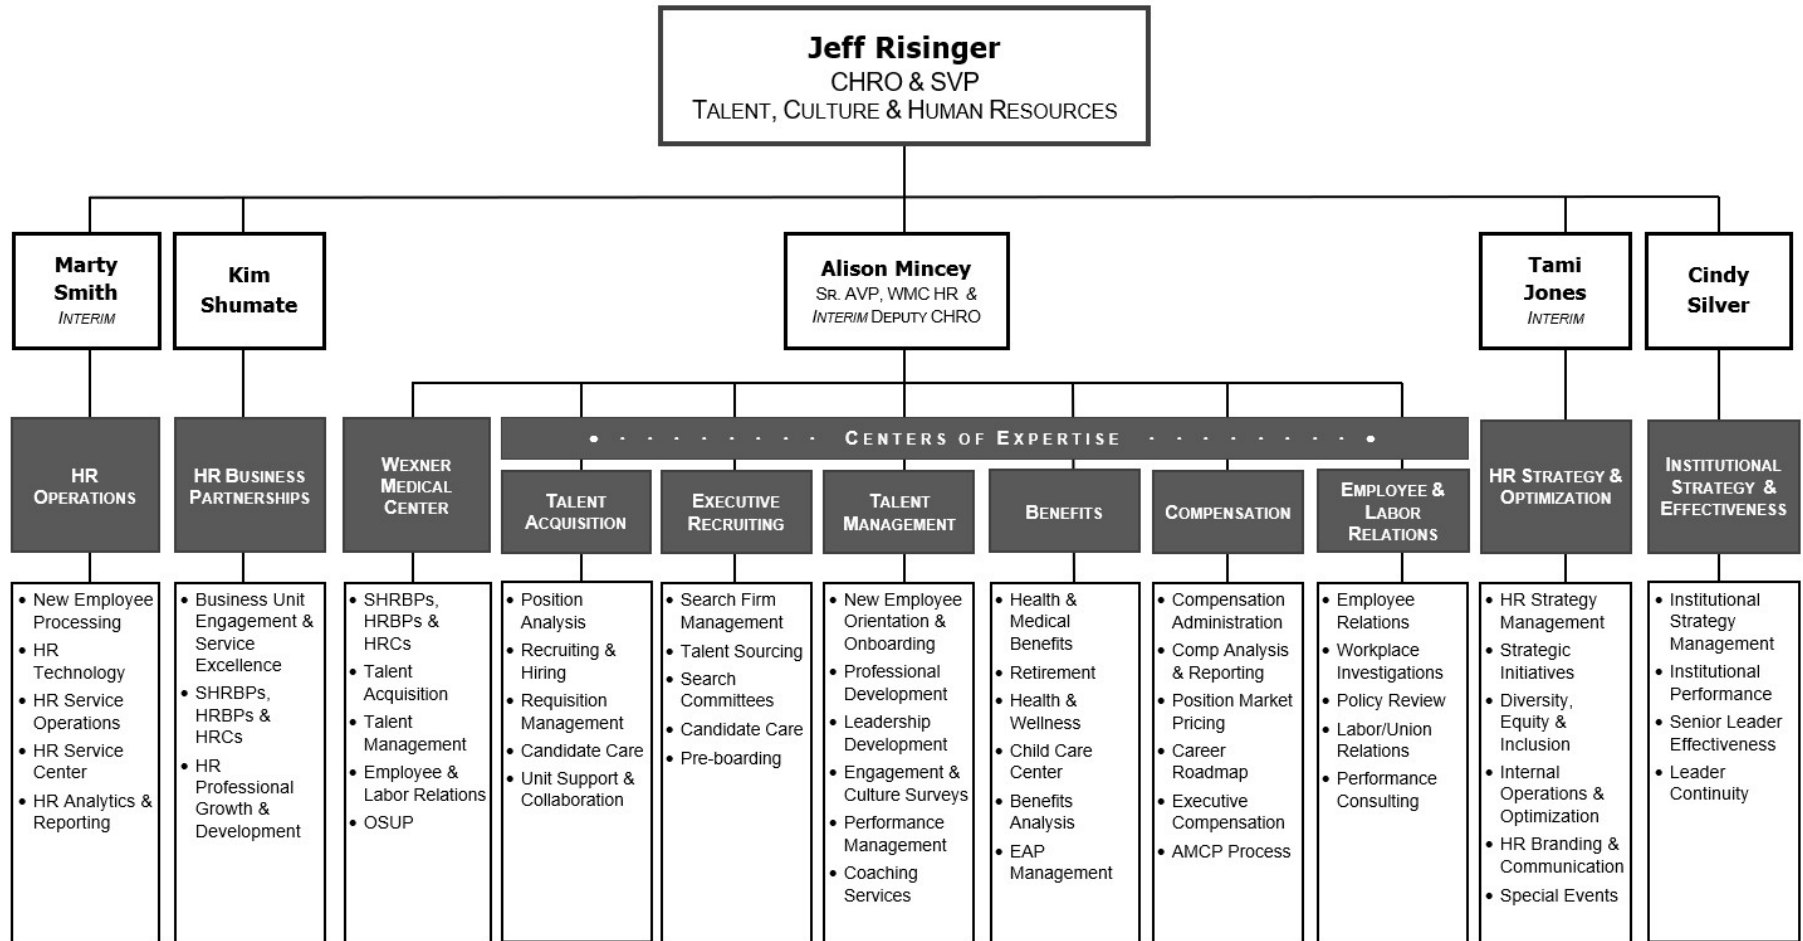 Jeff Risinger
CHRO & SVP
TALENT, CULTURE & HUMAN RESOURCES
Marty
Smith
INTERIM
Kim
Shumate
Alison Mincey
SR. AVP, WMC HR &
INTERIM DEPUTY CHRO
Tami
Jones
INTERIM
Cindy
Silver
HR
OPERATIONS
HR BUSINESS
PARTNERSHIPS
WEXNER
MEDICAL
CENTER
• · · · · · · · · CENTERS OF EXPERTISE · · · · · · · · •
TALENT
ACQUISITION
EXECUTIVE
RECRUITING
TALENT
MANAGEMENT
BENEFITS
COMPENSATION
EMPLOYEE &
LABOR
RELATIONS
HR STRATEGY &
OPTIMIZATION
INSTITUTIONAL
STRATEGY &
EFFECTIVENESS
• New Employee
Processing
• HR
Technology
• HR Service
Operations
• HR Service
Center
• HR Analytics &
Reporting
• Business Unit
Engagement &
Service
Excellence
• SHRBPs,
HRBPs &
HRCs
• HR
Professional
Growth &
Development
• SHRBPs,
HRBPs &
HRCs
• Talent
Acquisition
• Talent
Management
• Employee &
Labor Relations
• OSUP
• Position
Analysis
• Recruiting &
Hiring
• Requisition
Management
• Candidate Care
• Unit Support &
Collaboration
• Search Firm
Management
• Talent Sourcing
• Search
Committees
• Candidate Care
• Pre-boarding
• New Employee
Orientation &
Onboarding
• Professional
Development
• Leadership
Development
• Engagement &
Culture Surveys
• Performance
Management
• Coaching
Services
• Health &
Medical
Benefits
• Retirement
• Health &
Wellness
• Child Care
Center
• Benefits
Analysis
• EAP
Management
• Compensation
Administration
• Comp Analysis
& Reporting
• Position Market
Pricing
• Career
Roadmap
• Executive
Compensation
• AMCP Process
• Employee
Relations
• Workplace
Investigations
• Policy Review
• Labor/Union
Relations
• Performance
Consulting
• HR Strategy
Management
• Strategic
Initiatives
• Diversity,
Equity &
Inclusion
• Internal
Operations &
Optimization
• HR Branding &
Communication
• Special Events
• Institutional
Strategy
Management
• Institutional
Performance
• Senior Leader
Effectiveness
• Leader
Continuity